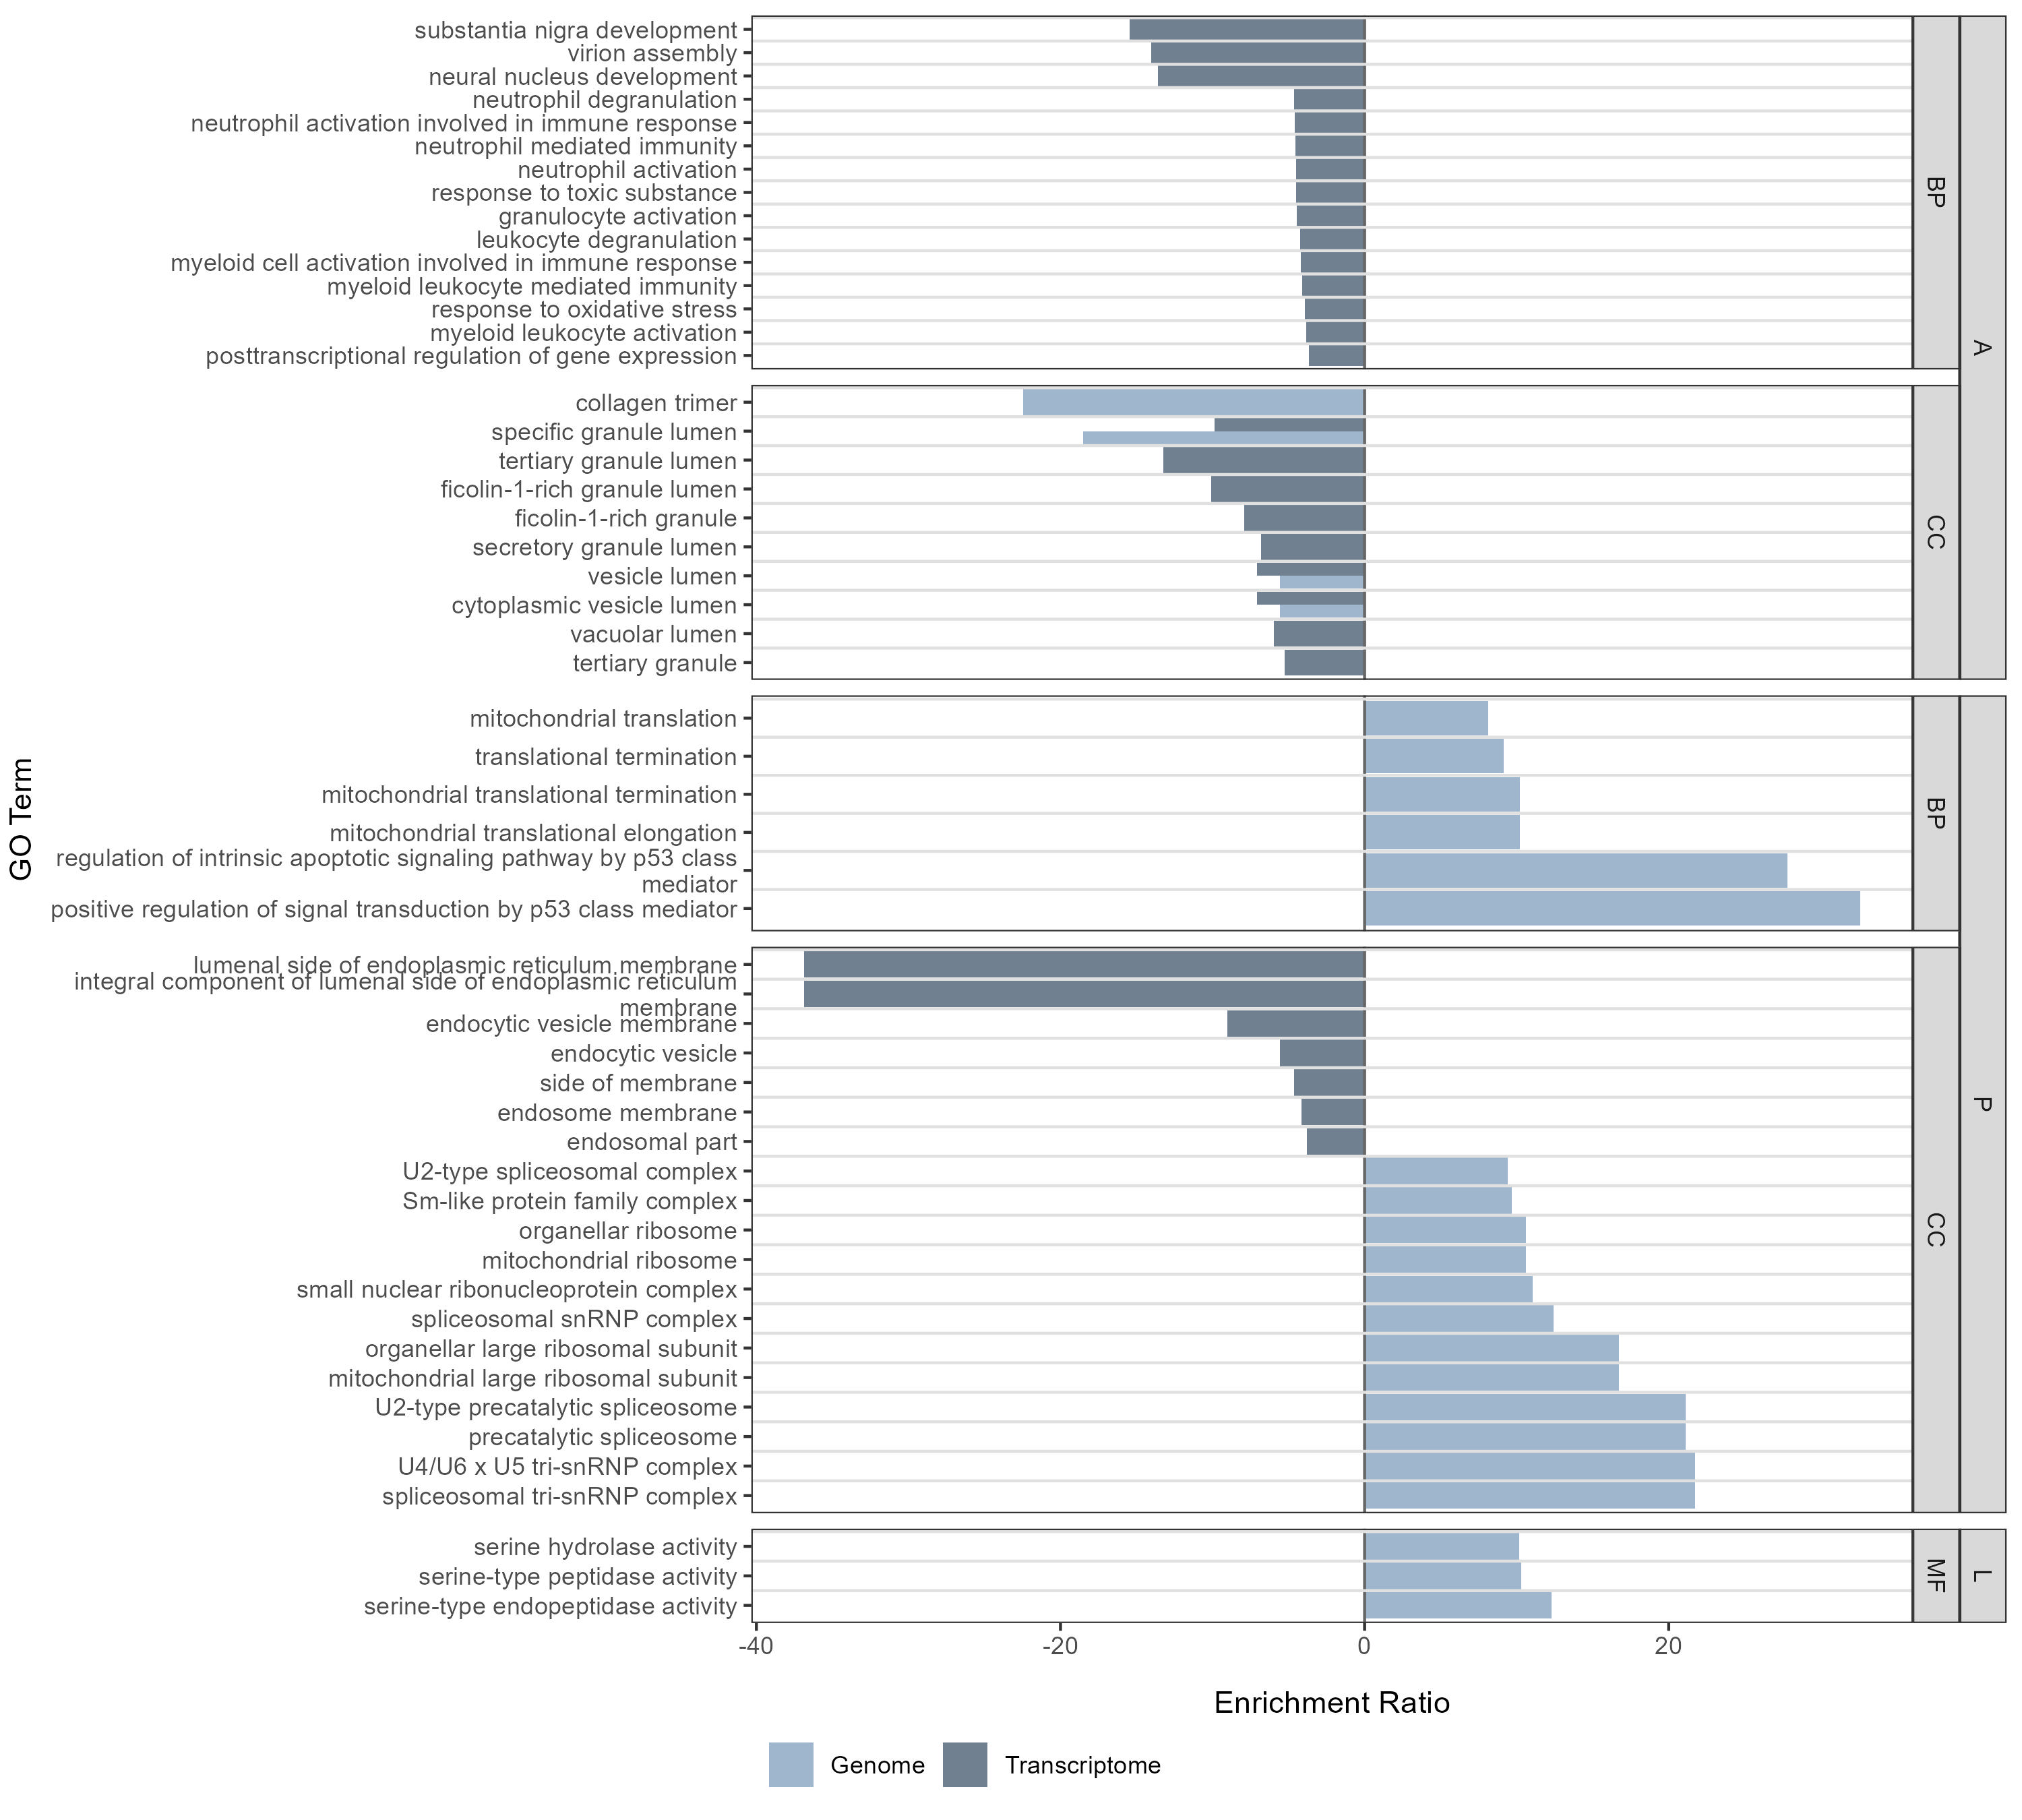 substantia nigra development
virion assembly
neural nucleus development
neutrophil degranulation
neutrophil activation involved in immune response
neutrophil mediated immunity
neutrophil activation
response to toxic substance
granulocyte activation
leukocyte degranulation
myeloid cell activation involved in immune response
myeloid leukocyte mediated immunity
response to oxidative stress
myeloid leukocyte activation
posttranscriptional regulation of gene expression
BP
A
collagen trimer
specific granule lumen
tertiary granule lumen
ficolin-1-rich granule lumen
ficolin-1-rich granule
secretory granule lumen
vesicle lumen
cytoplasmic vesicle lumen
vacuolar lumen
tertiary granule
CC
GO Term
mitochondrial translation
translational termination
mitochondrial translational termination
mitochondrial translational elongation
regulation of intrinsic apoptotic signaling pathway by p53 class
mediator
positive regulation of signal transduction by p53 class mediator
BP
P
lumenal side of endoplasmic reticulum membrane
integral component of lumenal side of endoplasmic reticulum
membrane
endocytic vesicle membrane
endocytic vesicle
side of membrane
endosome membrane
endosomal part
U2-type spliceosomal complex
Sm-like protein family complex
organellar ribosome
mitochondrial ribosome
small nuclear ribonucleoprotein complex
spliceosomal snRNP complex
organellar large ribosomal subunit
mitochondrial large ribosomal subunit
U2-type precatalytic spliceosome
precatalytic spliceosome
U4/U6 x U5 tri-snRNP complex
spliceosomal tri-snRNP complex
CC
serine hydrolase activity
serine-type peptidase activity
serine-type endopeptidase activity
MF
L
-40 -20 0 20
Enrichment Ratio
Genome Transcriptome